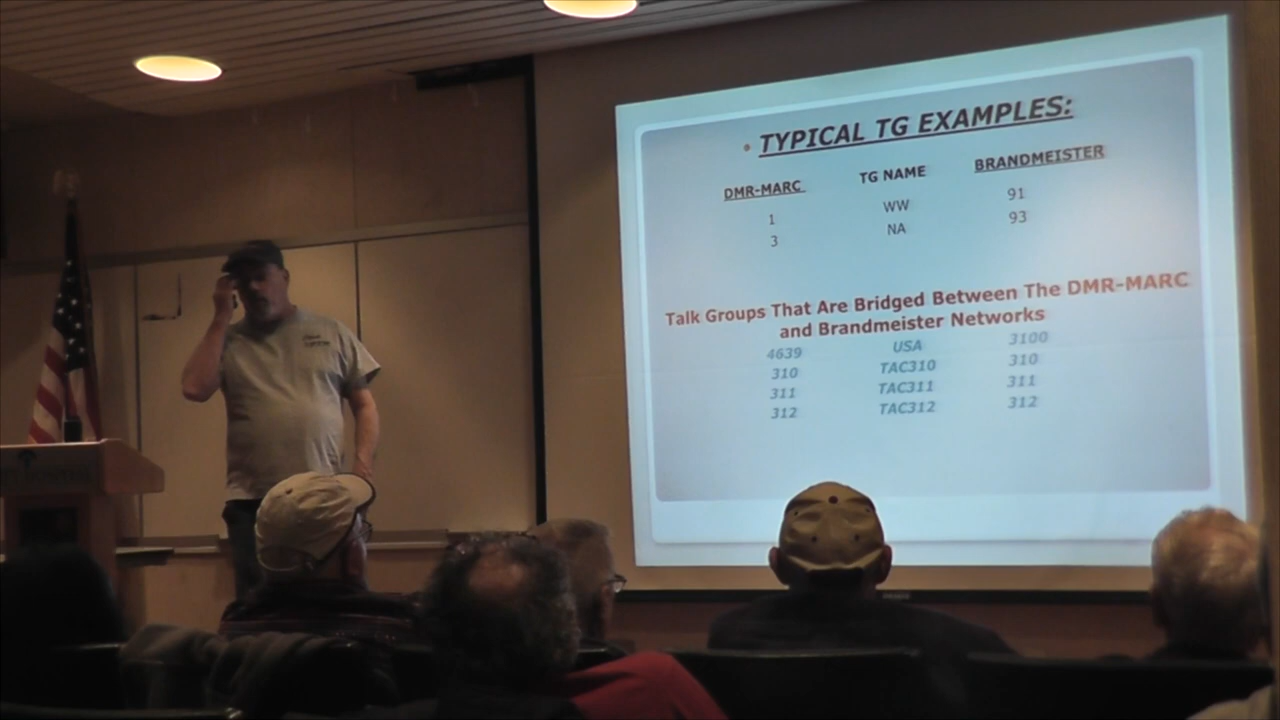 • TYPICAL TG EXAMPLES:
DMR-MARC TG NAME BRANDMEISTER
1 WW 91
3 NA 93
Talk Groups That Are Bridged Between The DMR-MARC
and Brandmeister Networks
4639 USA 3100
310 TAC310 310
311 TAC311 311
312 TAC312 312